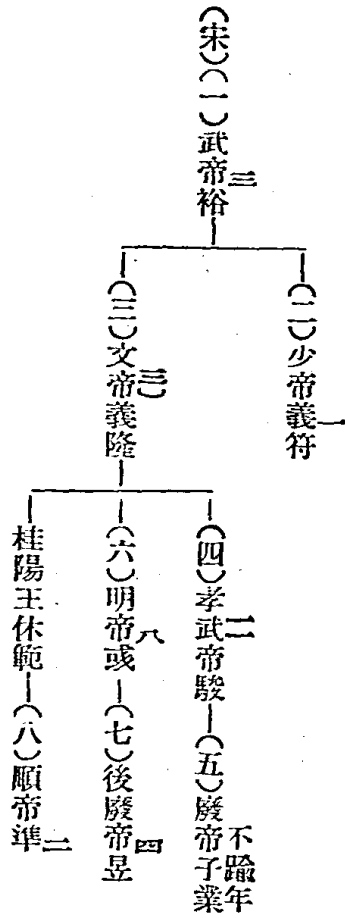 （宋）（一）武帝裕
三
（二）少帝義符
一
（三）文帝義隆
三〇
（四）孝武帝駿
一一
（五）廢帝子業
不踰年
（六）明帝或
八
（七）後廢帝昱
四
桂陽王休範
（八）順帝準
二